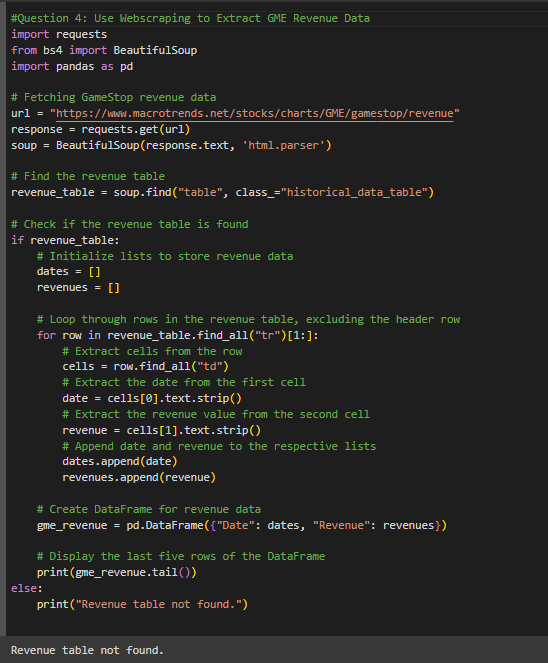 #Question 4: Use Webscraping to Extract GME Revenue Data
import requests
from bs4 import BeautifulSoup
import pandas as pd
# Fetching GameStop revenue data
url = "https://www.macrotrends.net/stocks/charts/GME/gamestop/revenue"
response = requests.get(url)
soup = BeautifulSoup(response.text, 'html.parser')
# Find the revenue table
revenue_table = soup.find("table", class_="historical_data_table")
# Check if the revenue table is found
if revenue_table:
    # Initialize lists to store revenue data
    dates = []
    revenues = []
    # Loop through rows in the revenue table, excluding the header row
    for row in revenue_table.find_all("tr")[1:]:
        # Extract cells from the row
        cells = row.find_all("td")
        # Extract the date from the first cell
        date = cells[0].text.strip()
        # Extract the revenue value from the second cell
        revenue = cells[1].text.strip()
        # Append date and revenue to the respective lists
        dates.append(date)
        revenues.append(revenue)
    # Create DataFrame for revenue data
    gme_revenue = pd.DataFrame({"Date": dates, "Revenue": revenues})
    # Display the last five rows of the DataFrame
    print(gme_revenue.tail())
else:
    print("Revenue table not found.")
Revenue table not found.